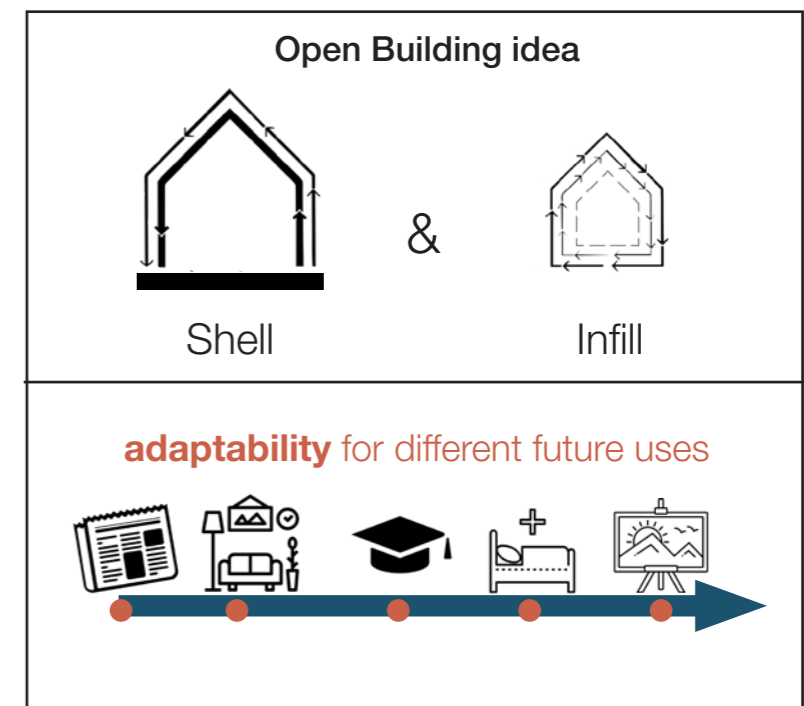 Open Building idea
&
Shell
Infill
adaptability for different future uses